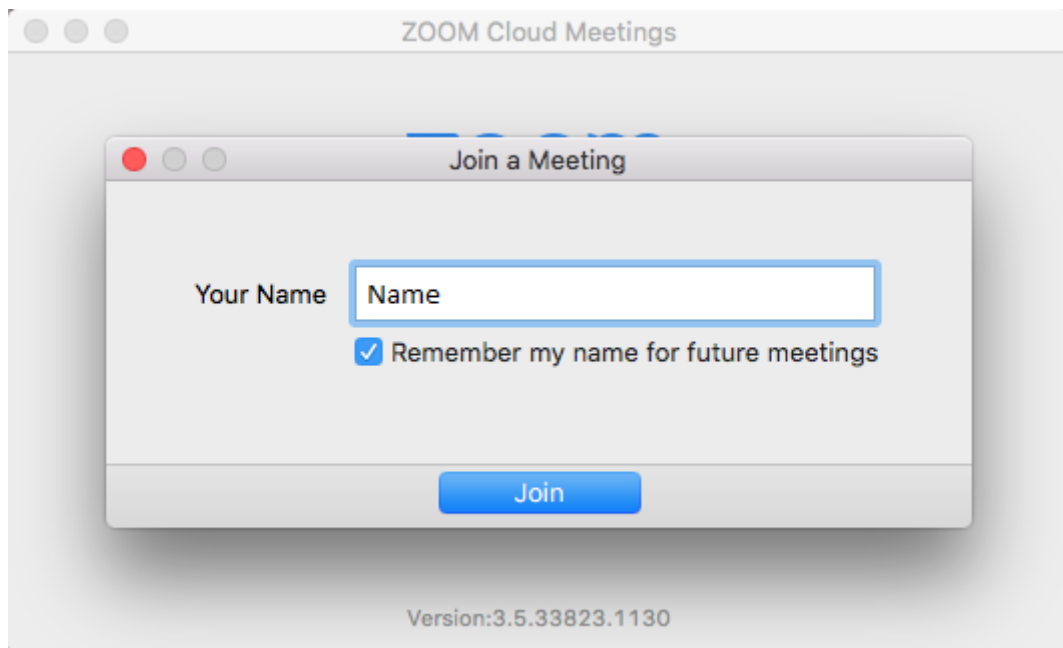 ZOOM Cloud Meetings
Join a Meeting
Your Name
Name
Remember my name for future meetings
Join
Version:3.5.33823.1130